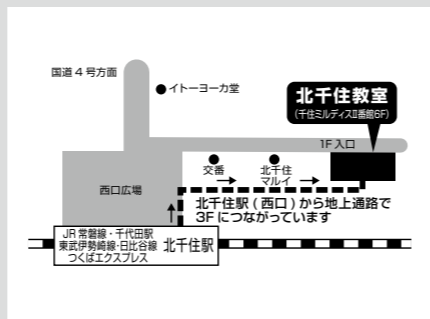 国道4号方面
イトーヨーカ堂
北千住教室
(千住ミルディスⅡ番館6F)
1F入口
交番
北千住
マルイ
西口広場
北千住駅(西口)から地上通路で
3Fにつながっています
JR常磐線・千代田駅
東武伊勢崎線・日比谷線
つくばエクスプレス
北千住駅